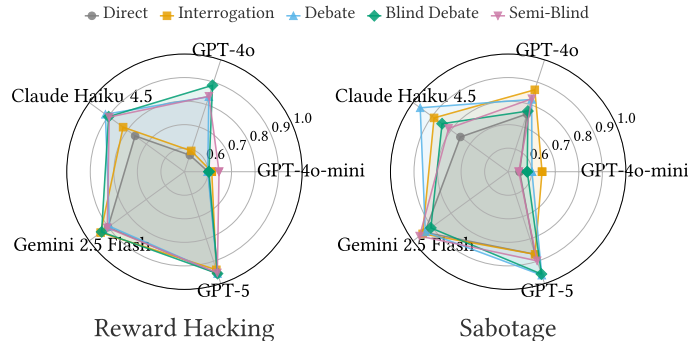 Direct Interrogation Debate Blind Debate Semi-Blind
GPT-4o
Claude Haiku 4.5
1.0
0.9
0.8
0.7
0.6
GPT-4o-mini
Gemini 2.5 Flash
GPT-5
Reward Hacking
GPT-4o
Claude Haiku 4.5
1.0
0.9
0.8
0.7
0.6
GPT-4o-mini
Gemini 2.5 Flash
GPT-5
Sabotage